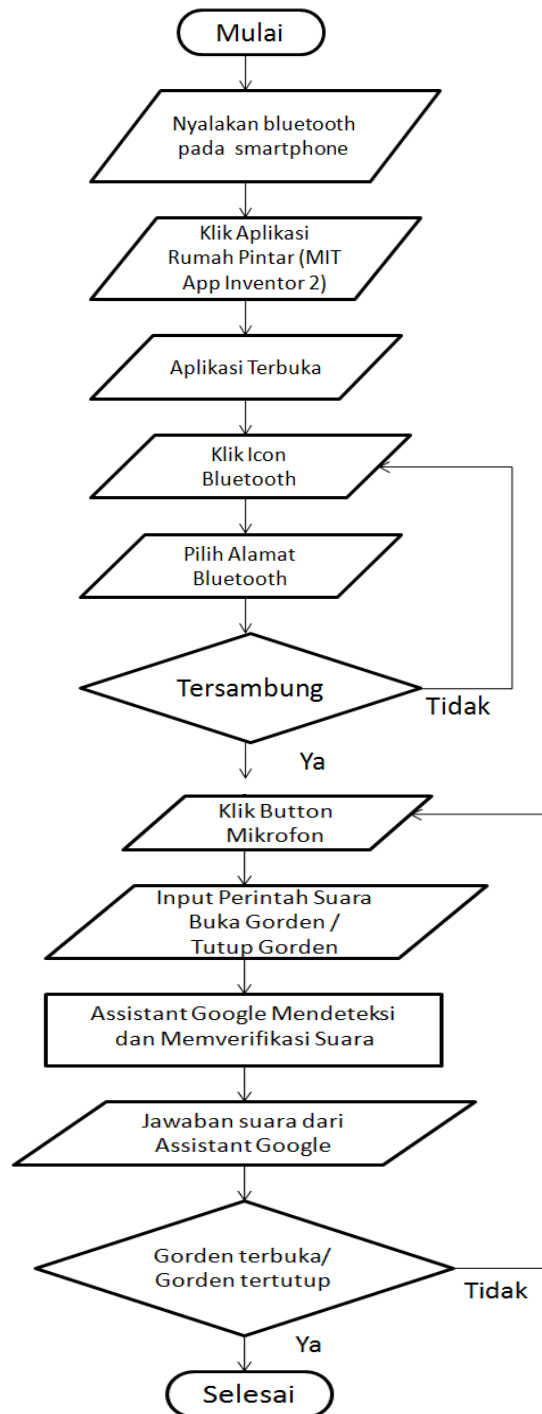 Mulai
Nyalakan bluetooth
pada smartphone
Klik Aplikasi
Rumah Pintar (MIT
App Inventor 2)
Aplikasi Terbuka
Klik Icon
Bluetooth
Pilih Alamat
Bluetooth
Tersambung
Tidak
Ya
Klik Button
Mikrofon
Input Perintah Suara
Buka Gorden /
Tutup Gorden
Assistant Google Mendeteksi
dan Memverifikasi Suara
Jawaban suara dari
Assistant Google
Gorden terbuka/
Gorden tertutup
Tidak
Ya
Selesai